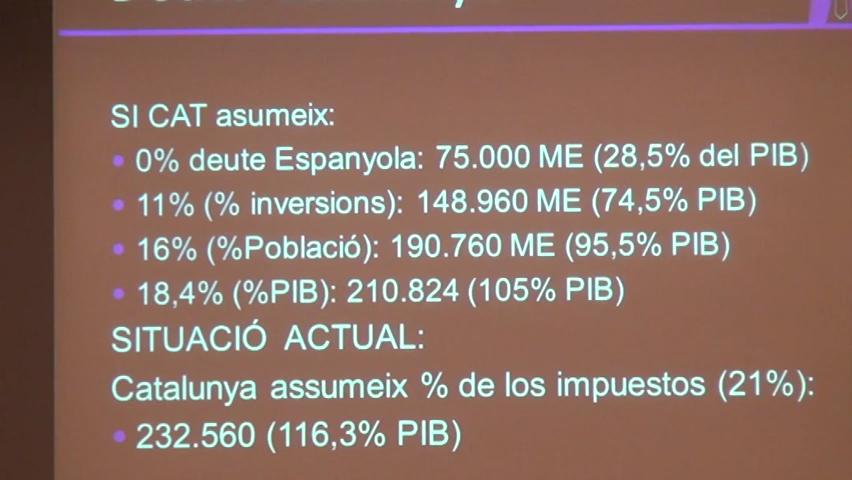 SI CAT asumeix:
• 0% deute Espanyola: 75.000 ME (28,5% del PIB)
• 11% (% inversions): 148.960 ME (74,5% PIB)
• 16% (%Població): 190.760 ME (95,5% PIB)
• 18,4% (%PIB): 210.824 (105% PIB)
SITUACIÓ ACTUAL:
Catalunya assumeix % de los impuestos (21%):
• 232.560 (116,3% PIB)